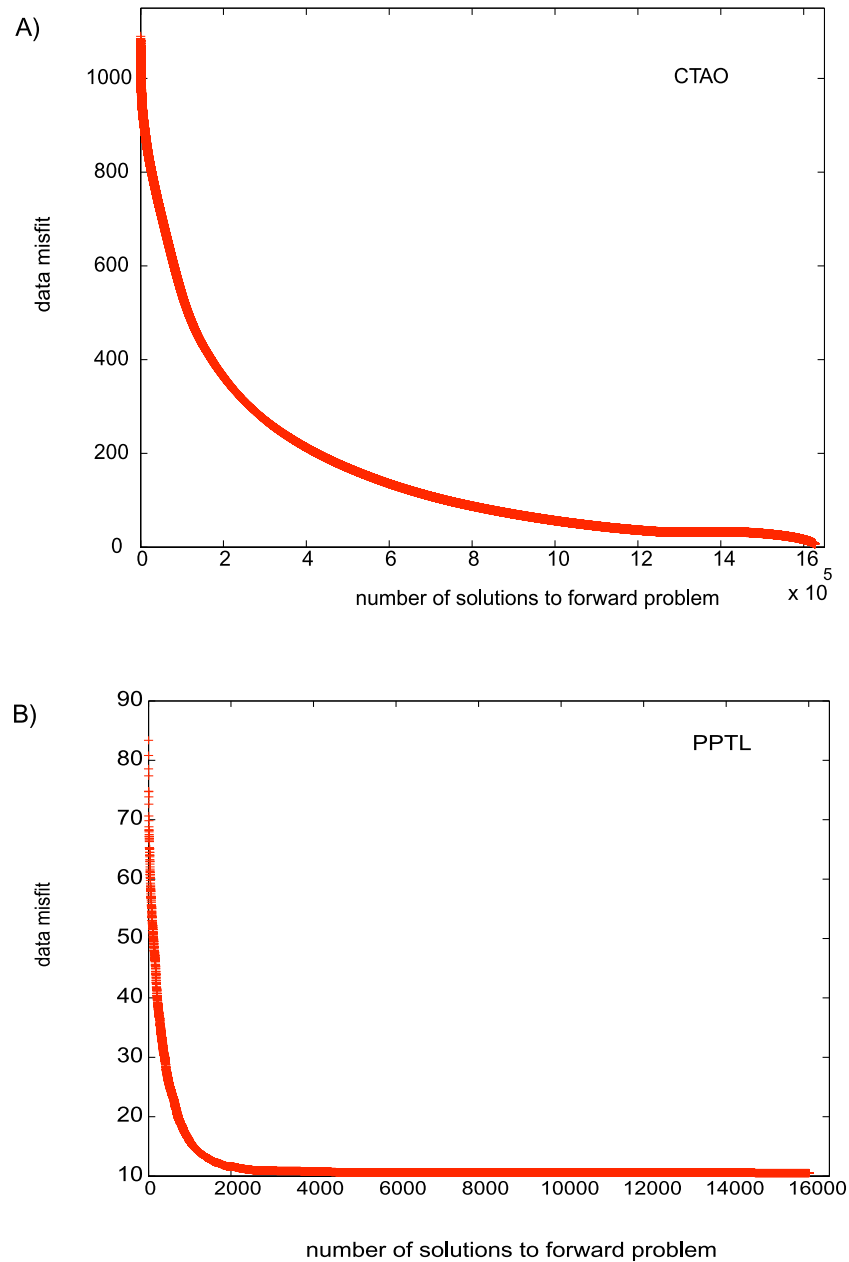 A)
CTAO
1000
800
600
400
200
0
data misfit
0 2 4 6 8 10 12 14 16
x 10^5
number of solutions to forward problem
B)
PPTL
90
80
70
60
50
40
30
20
10
data misfit
0 2000 4000 6000 8000 10000 12000 14000 16000
number of solutions to forward problem